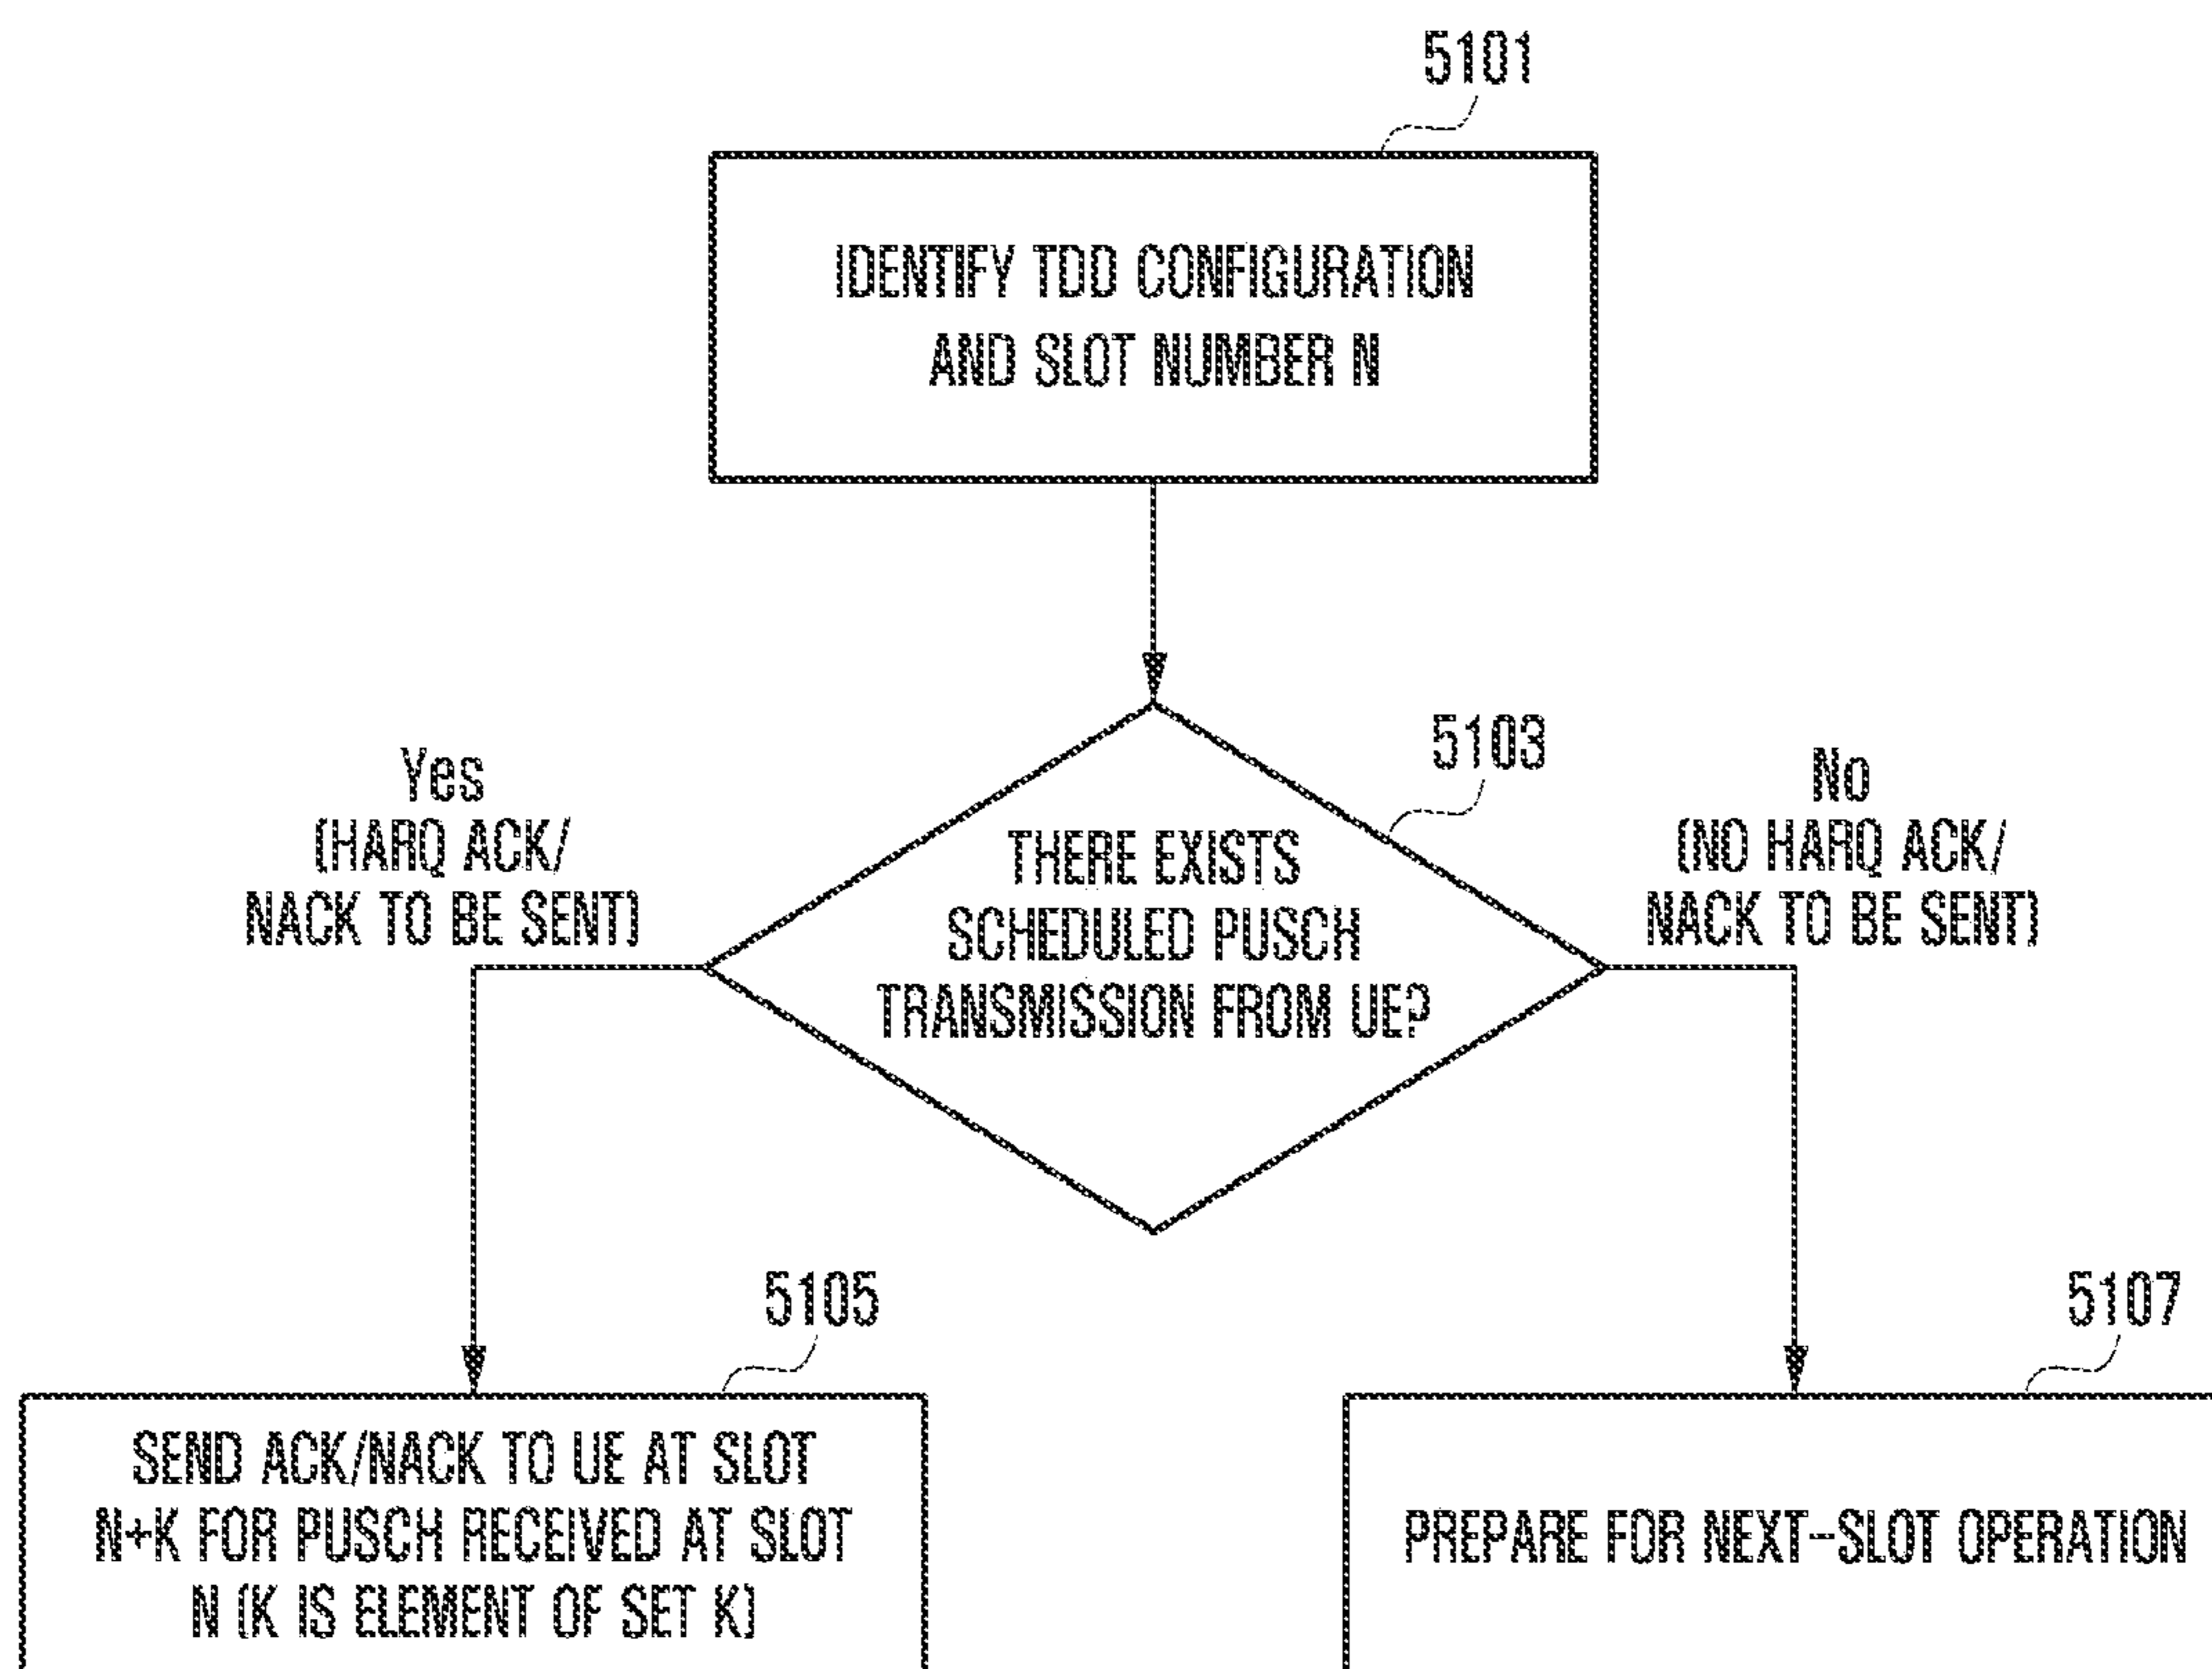 5101
IDENTIFY TDD CONFIGURATION
AND SLOT NUMBER N
5103
Yes
(HARQ ACK/
NACK TO BE SENT)
THERE EXISTS
SCHEDULED PUSCH
TRANSMISSION FROM UE?
No
(NO HARQ ACK/
NACK TO BE SENT)
5105
SEND ACK/NACK TO UE AT SLOT
N+K FOR PUSCH RECEIVED AT SLOT
N (K IS ELEMENT OF SET K)
5107
PREPARE FOR NEXT-SLOT OPERATION